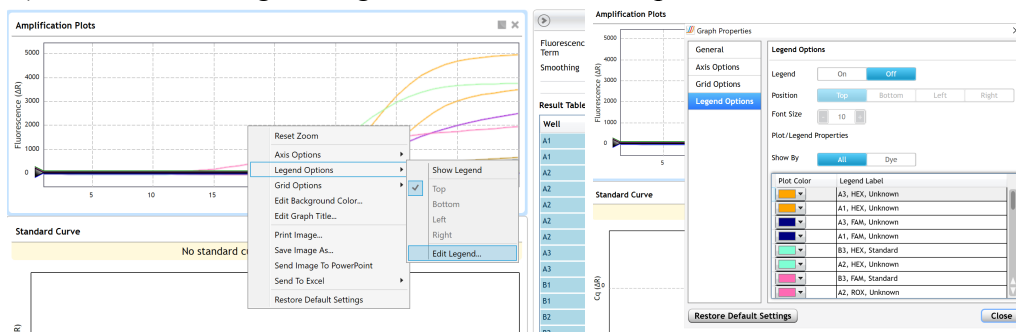 Amplification Plots
5000
4000
3000
2000
1000
0
Fluorescence (ΔR)
5
10
15
Reset Zoom
Axis Options
Legend Options
Grid Options
Edit Background Color...
Edit Graph Title...
Print Image...
Save Image As...
Send Image To PowerPoint
Send To Excel
Restore Default Settings
Show Legend
Top
Bottom
Left
Right
Edit Legend...
Standard Curve
No standard
Term
Smoothing
Result Table
Well
A1
A1
A2
A2
A2
A2
A2
A3
A3
B1
B1
B2
Amplification Plots
5000
4000
3000
2000
1000
0
Fluorescence (ΔR)
5
Standard Curve
Cq (ΔR)
0
Graph Properties
General
Axis Options
Grid Options
Legend Options
Legend Options
Legend On Off
Position Top Bottom Left Right
Font Size - 10 +
Plot/Legend Properties
Show By All Dye
Plot Color Legend Label
A3, HEX, Unknown
A1, HEX, Unknown
A3, FAM, Unknown
A1, FAM, Unknown
B3, HEX, Standard
A2, HEX, Unknown
B3, FAM, Standard
A2, ROX, Unknown
Restore Default Settings
Close